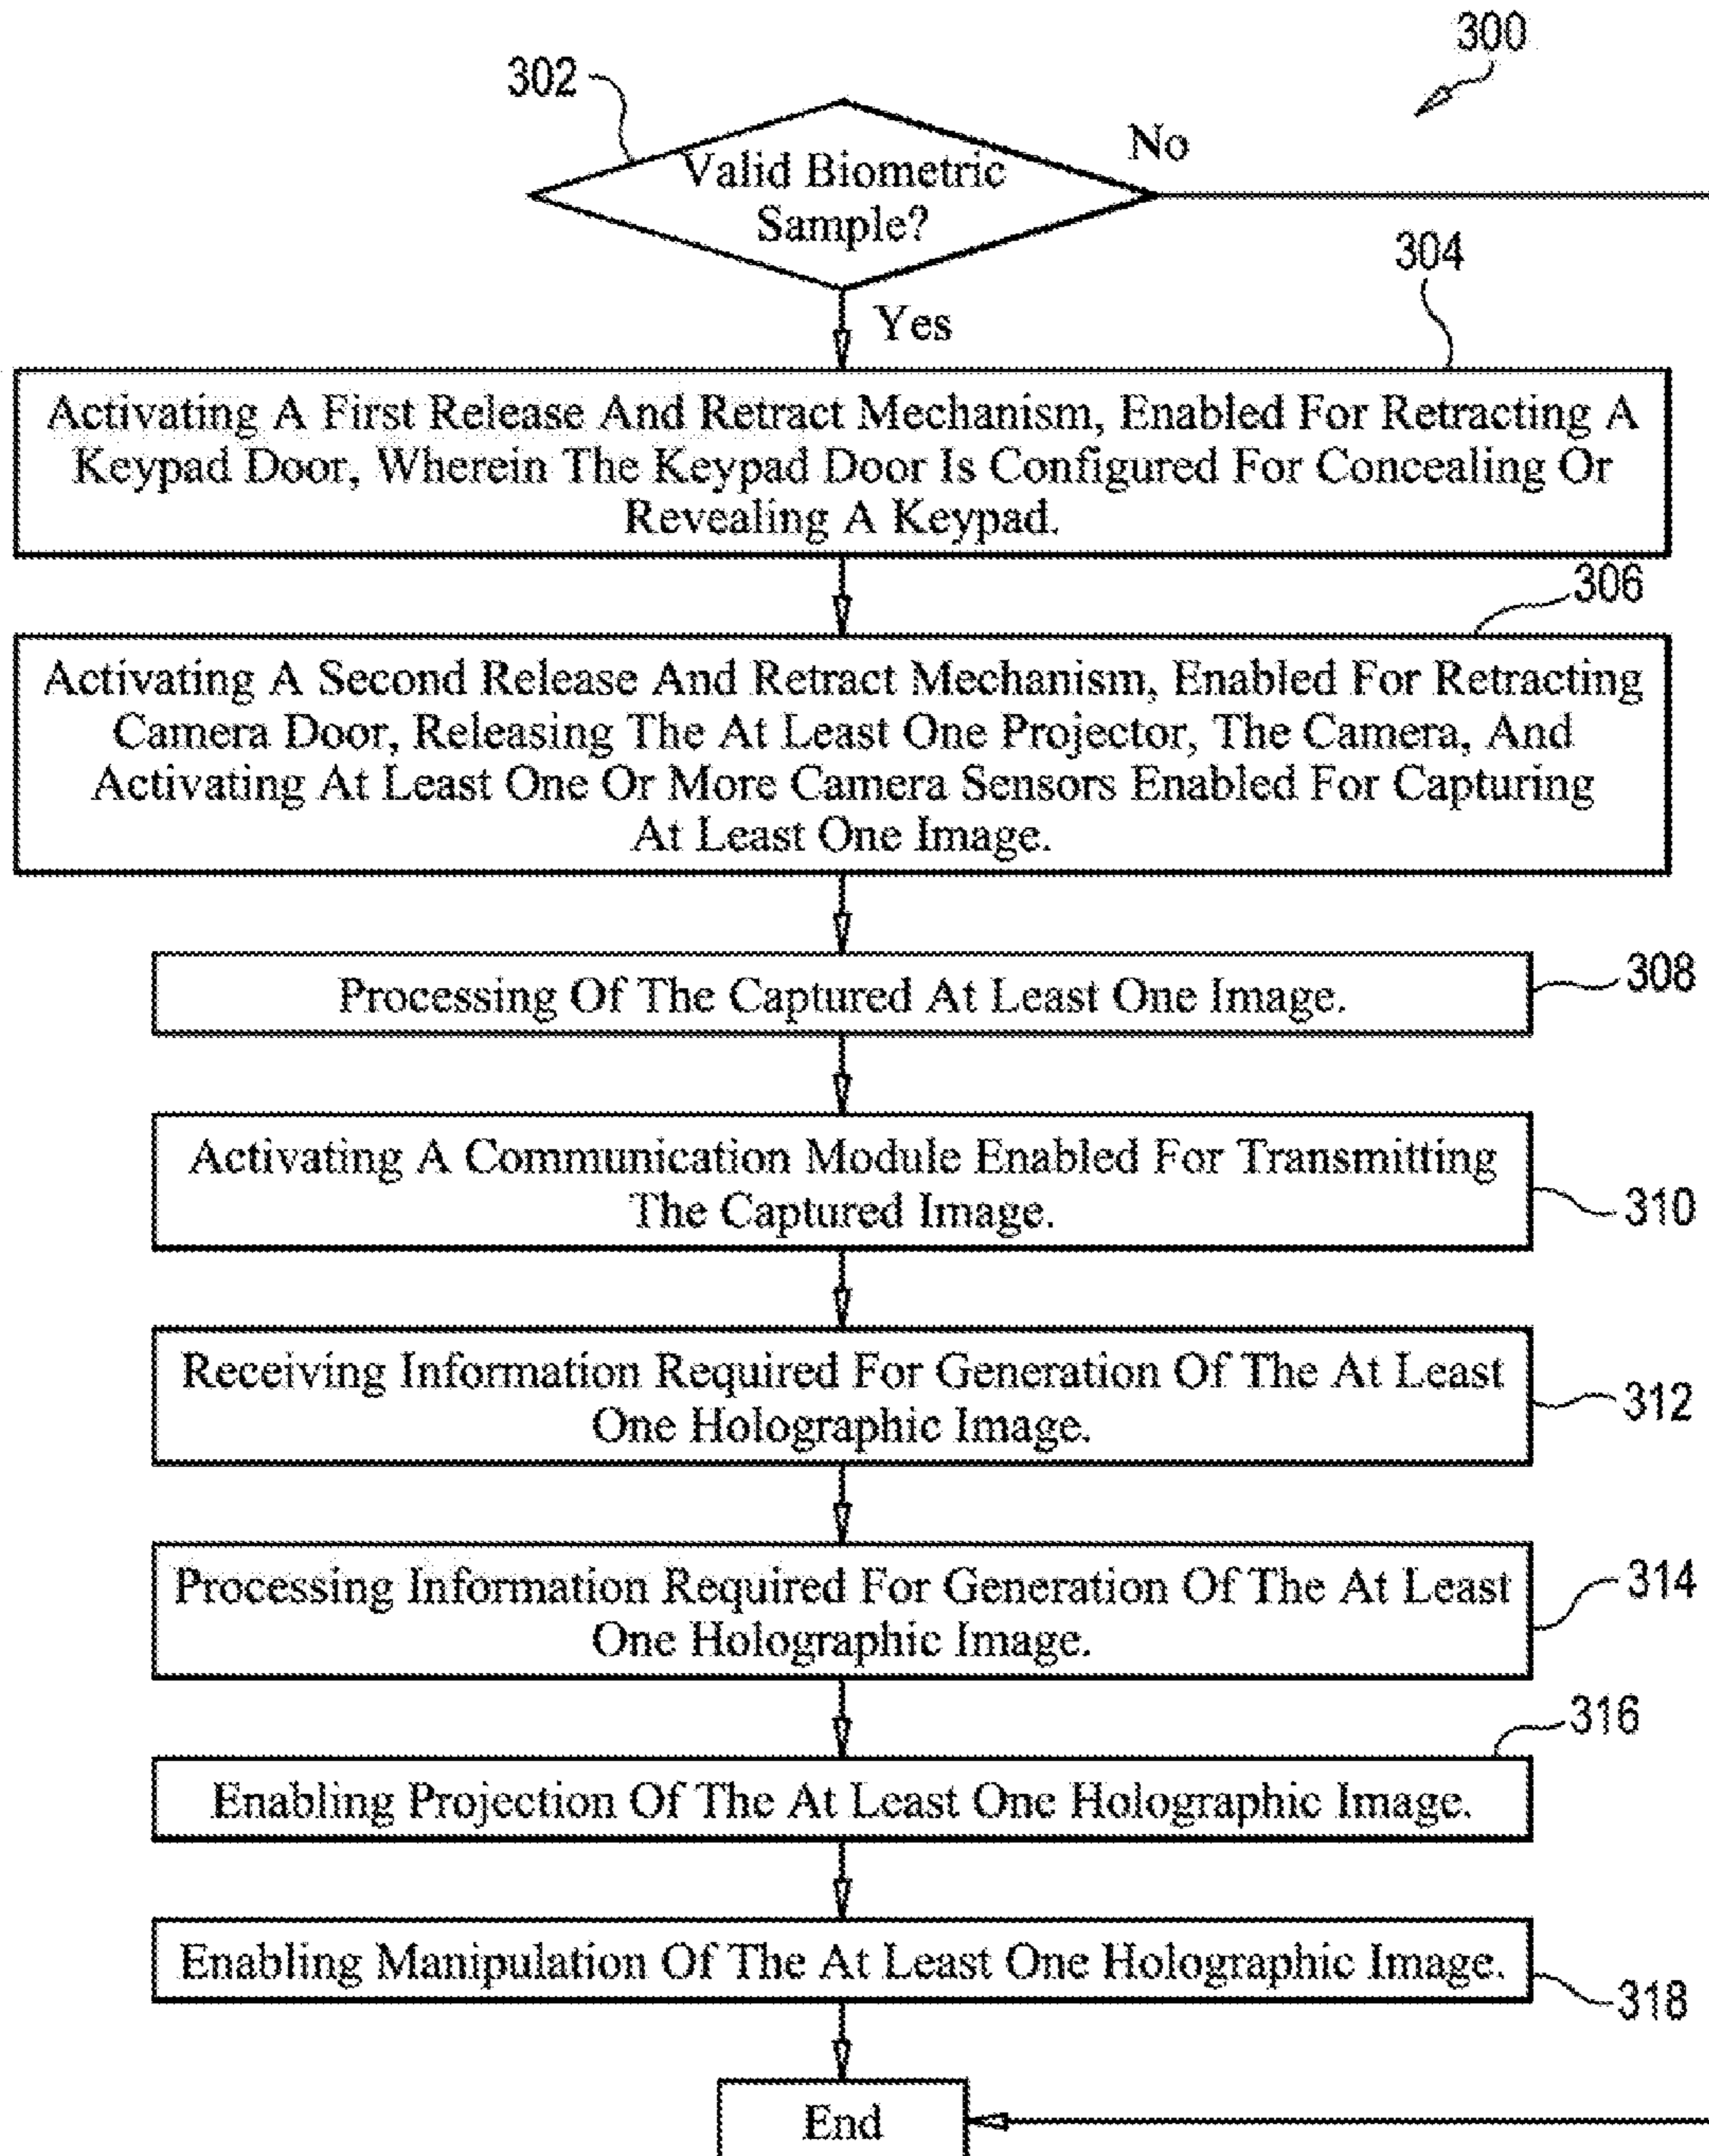 300
302
No
Valid Biometric
Sample?
304
Yes
Activating A First Release And Retract Mechanism, Enabled For Retracting A
Keypad Door, Wherein The Keypad Door Is Configured For Concealing Or
Revealing A Keypad.
306
Activating A Second Release And Retract Mechanism, Enabled For Retracting
Camera Door, Releasing The At Least One Projector, The Camera, And
Activating At Least One Or More Camera Sensors Enabled For Capturing
At Least One Image.
Processing Of The Captured At Least One Image.
308
Activating A Communication Module Enabled For Transmitting
The Captured Image.
310
Receiving Information Required For Generation Of The At Least
One Holographic Image.
312
Processing Information Required For Generation Of The At Least
One Holographic Image.
314
316
Enabling Projection Of The At Least One Holographic Image.
Enabling Manipulation Of The At Least One Holographic Image.
318
End